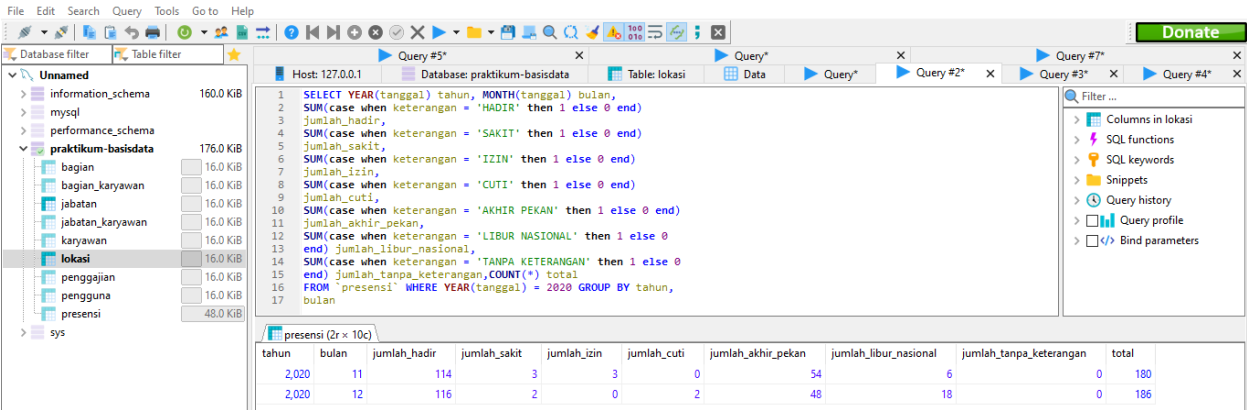 File Edit Search Query Tools Go to Help
Donate
Database filter Table filter
Query #5* Query* Query #7*
Host: 127.0.0.1 Database: praktikum-basisdata Table: lokasi Data Query* Query #2* Query #3* Query #4*
Unnamed
information_schema 160.0 KiB
mysql
performance_schema
praktikum-basisdata 176.0 KiB
bagian 16.0 KiB
bagian_karyawan 16.0 KiB
jabatan 16.0 KiB
jabatan_karyawan 16.0 KiB
karyawan 16.0 KiB
lokasi 16.0 KiB
penggajian 16.0 KiB
pengguna 16.0 KiB
presensi 48.0 KiB
sys
1 SELECT YEAR(tanggal) tahun, MONTH(tanggal) bulan,
2 SUM(case when keterangan = 'HADIR' then 1 else 0 end)
3 jumlah_hadir,
4 SUM(case when keterangan = 'SAKIT' then 1 else 0 end)
5 jumlah_sakit,
6 SUM(case when keterangan = 'IZIN' then 1 else 0 end)
7 jumlah_izin,
8 SUM(case when keterangan = 'CUTI' then 1 else 0 end)
9 jumlah_cuti,
10 SUM(case when keterangan = 'AKHIR PEKAN' then 1 else 0 end)
11 jumlah_akhir_pekan,
12 SUM(case when keterangan = 'LIBUR NASIONAL' then 1 else 0
13 end) jumlah_libur_nasional,
14 SUM(case when keterangan = 'TANPA KETERANGAN' then 1 else 0
15 end) jumlah_tanpa_keterangan,COUNT(*) total
16 FROM `presensi` WHERE YEAR(tanggal) = 2020 GROUP BY tahun,
17 bulan
Filter ...
Columns in lokasi
SQL functions
SQL keywords
Snippets
Query history
Query profile
Bind parameters
presensi (2r × 10c)
tahun bulan jumlah_hadir jumlah_sakit jumlah_izin jumlah_cuti jumlah_akhir_pekan jumlah_libur_nasional jumlah_tanpa_keterangan total
2,020 11 114 3 3 0 54 6 0 180
2,020 12 116 2 0 2 48 18 0 186